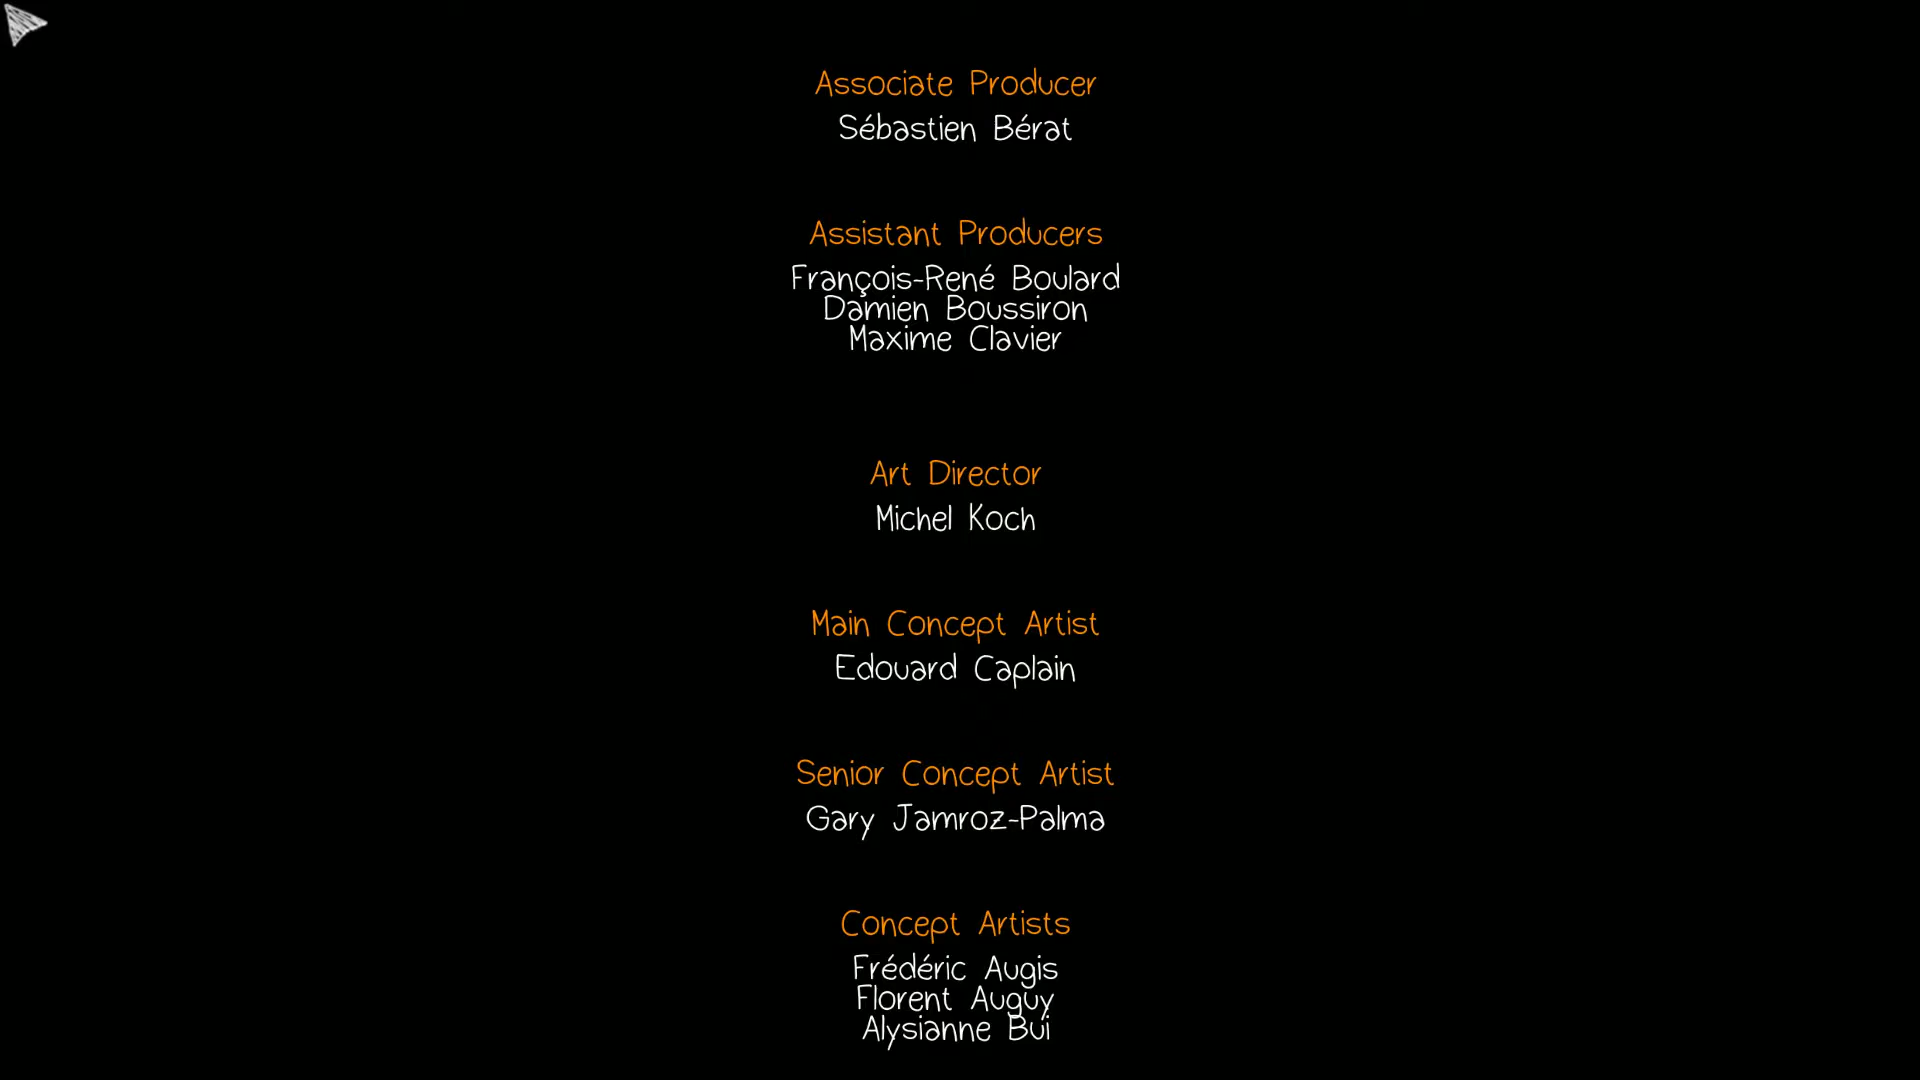 Associate Producer
Sébastien Bérat
Assistant Producers
François-René Boulard
Damien Boussiron
Maxime Clavier
Art Director
Michel Koch
Main Concept Artist
Edouard Caplain
Senior Concept Artist
Gary Jamroz-Palma
Concept Artists
Frédéric Augis
Florent Auguy
Alysianne Bui